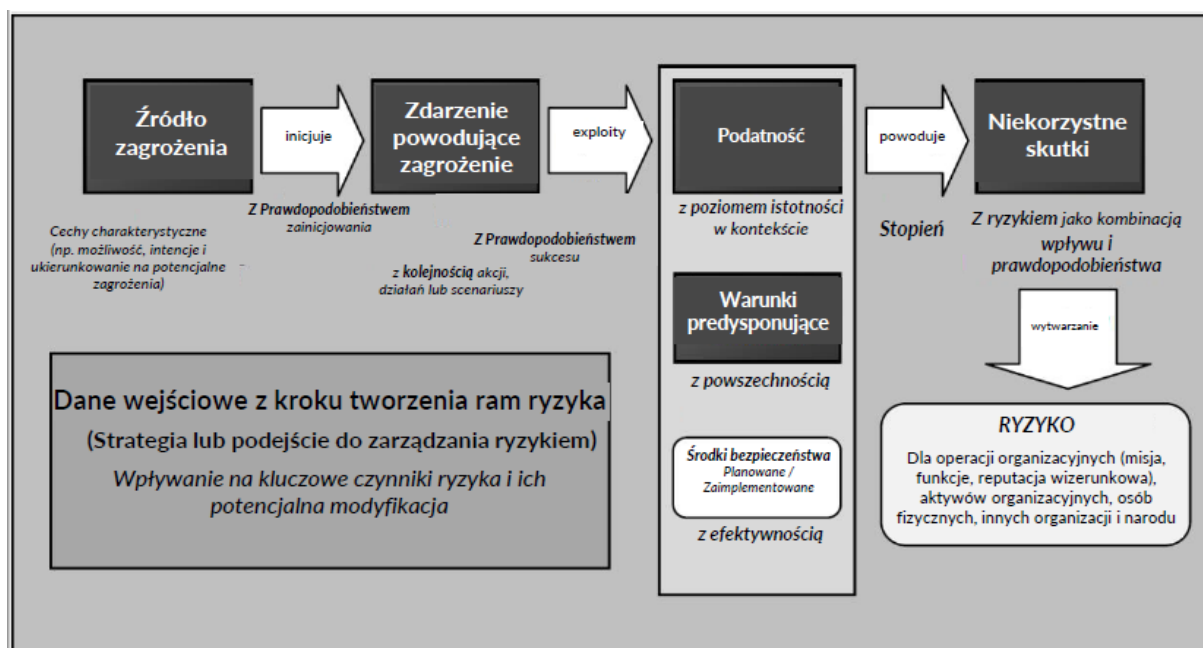 Źródło
zagrożenia
inicjuje
Zdarzenie
powodujące
zagrożenie
exploity
Podatność
powoduje
Niekorzystne
skutki
Cechy charakterystyczne
(np. możliwość, intencje i
ukierunkowanie na potencjalne
zagrożenia)
Z Prawdopodobieństwem
zainicjowania
z kolejnością akcji,
działań lub scenariuszy
Z Prawdopodobieństwem
sukcesu
z poziomem istotności
w kontekście
Stopień
Z ryzykiem jako kombinacją
wpływu i
prawdopodobieństwa
Warunki
predysponujące
z powszechnością
wytwarzanie
Dane wejściowe z kroku tworzenia ram ryzyka
(Strategia lub podejście do zarządzania ryzykiem)
Wpływanie na kluczowe czynniki ryzyka i ich
potencjalna modyfikacja
Środki bezpieczeństwa
Planowane /
Zaimplementowane
z efektywnością
RYZYKO
Dla operacji organizacyjnych (misja,
funkcje, reputacja wizerunkowa),
aktywów organizacyjnych, osób
fizycznych, innych organizacji i narodu